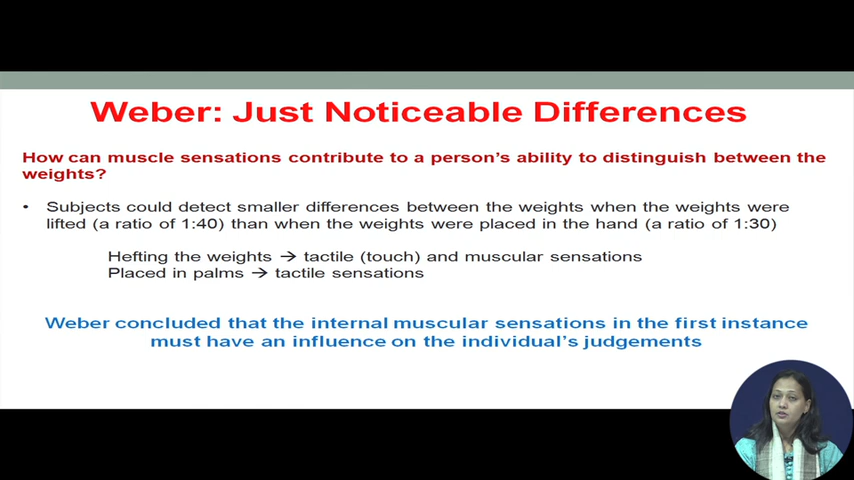 Weber: Just Noticeable Differences
How can muscle sensations contribute to a person's ability to distinguish between the
weights?
• Subjects could detect smaller differences between the weights when the weights were
lifted (a ratio of 1:40) than when the weights were placed in the hand (a ratio of 1:30)
Hefting the weights → tactile (touch) and muscular sensations
Placed in palms → tactile sensations
Weber concluded that the internal muscular sensations in the first instance
must have an influence on the individual's judgements